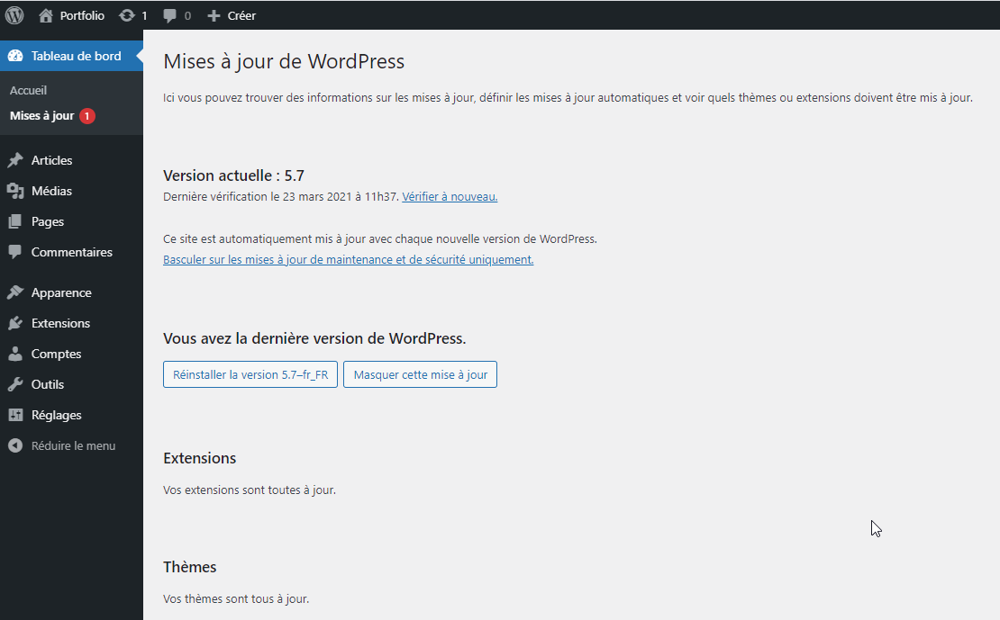 Portfolio 1 0 Créer
Tableau de bord
Accueil
Mises à jour 1
Articles
Médias
Pages
Commentaires
Apparence
Extensions
Comptes
Outils
Réglages
Réduire le menu
Mises à jour de WordPress
Ici vous pouvez trouver des informations sur les mises à jour, définir les mises à jour automatiques et voir quels thèmes ou extensions doivent être mis à jour.
Version actuelle : 5.7
Dernière vérification le 23 mars 2021 à 11h37. Vérifier à nouveau.
Ce site est automatiquement mis à jour avec chaque nouvelle version de WordPress.
Basculer sur les mises à jour de maintenance et de sécurité uniquement.
Vous avez la dernière version de WordPress.
Réinstaller la version 5.7–fr_FR Masquer cette mise à jour
Extensions
Vos extensions sont toutes à jour.
Thèmes
Vos thèmes sont tous à jour.